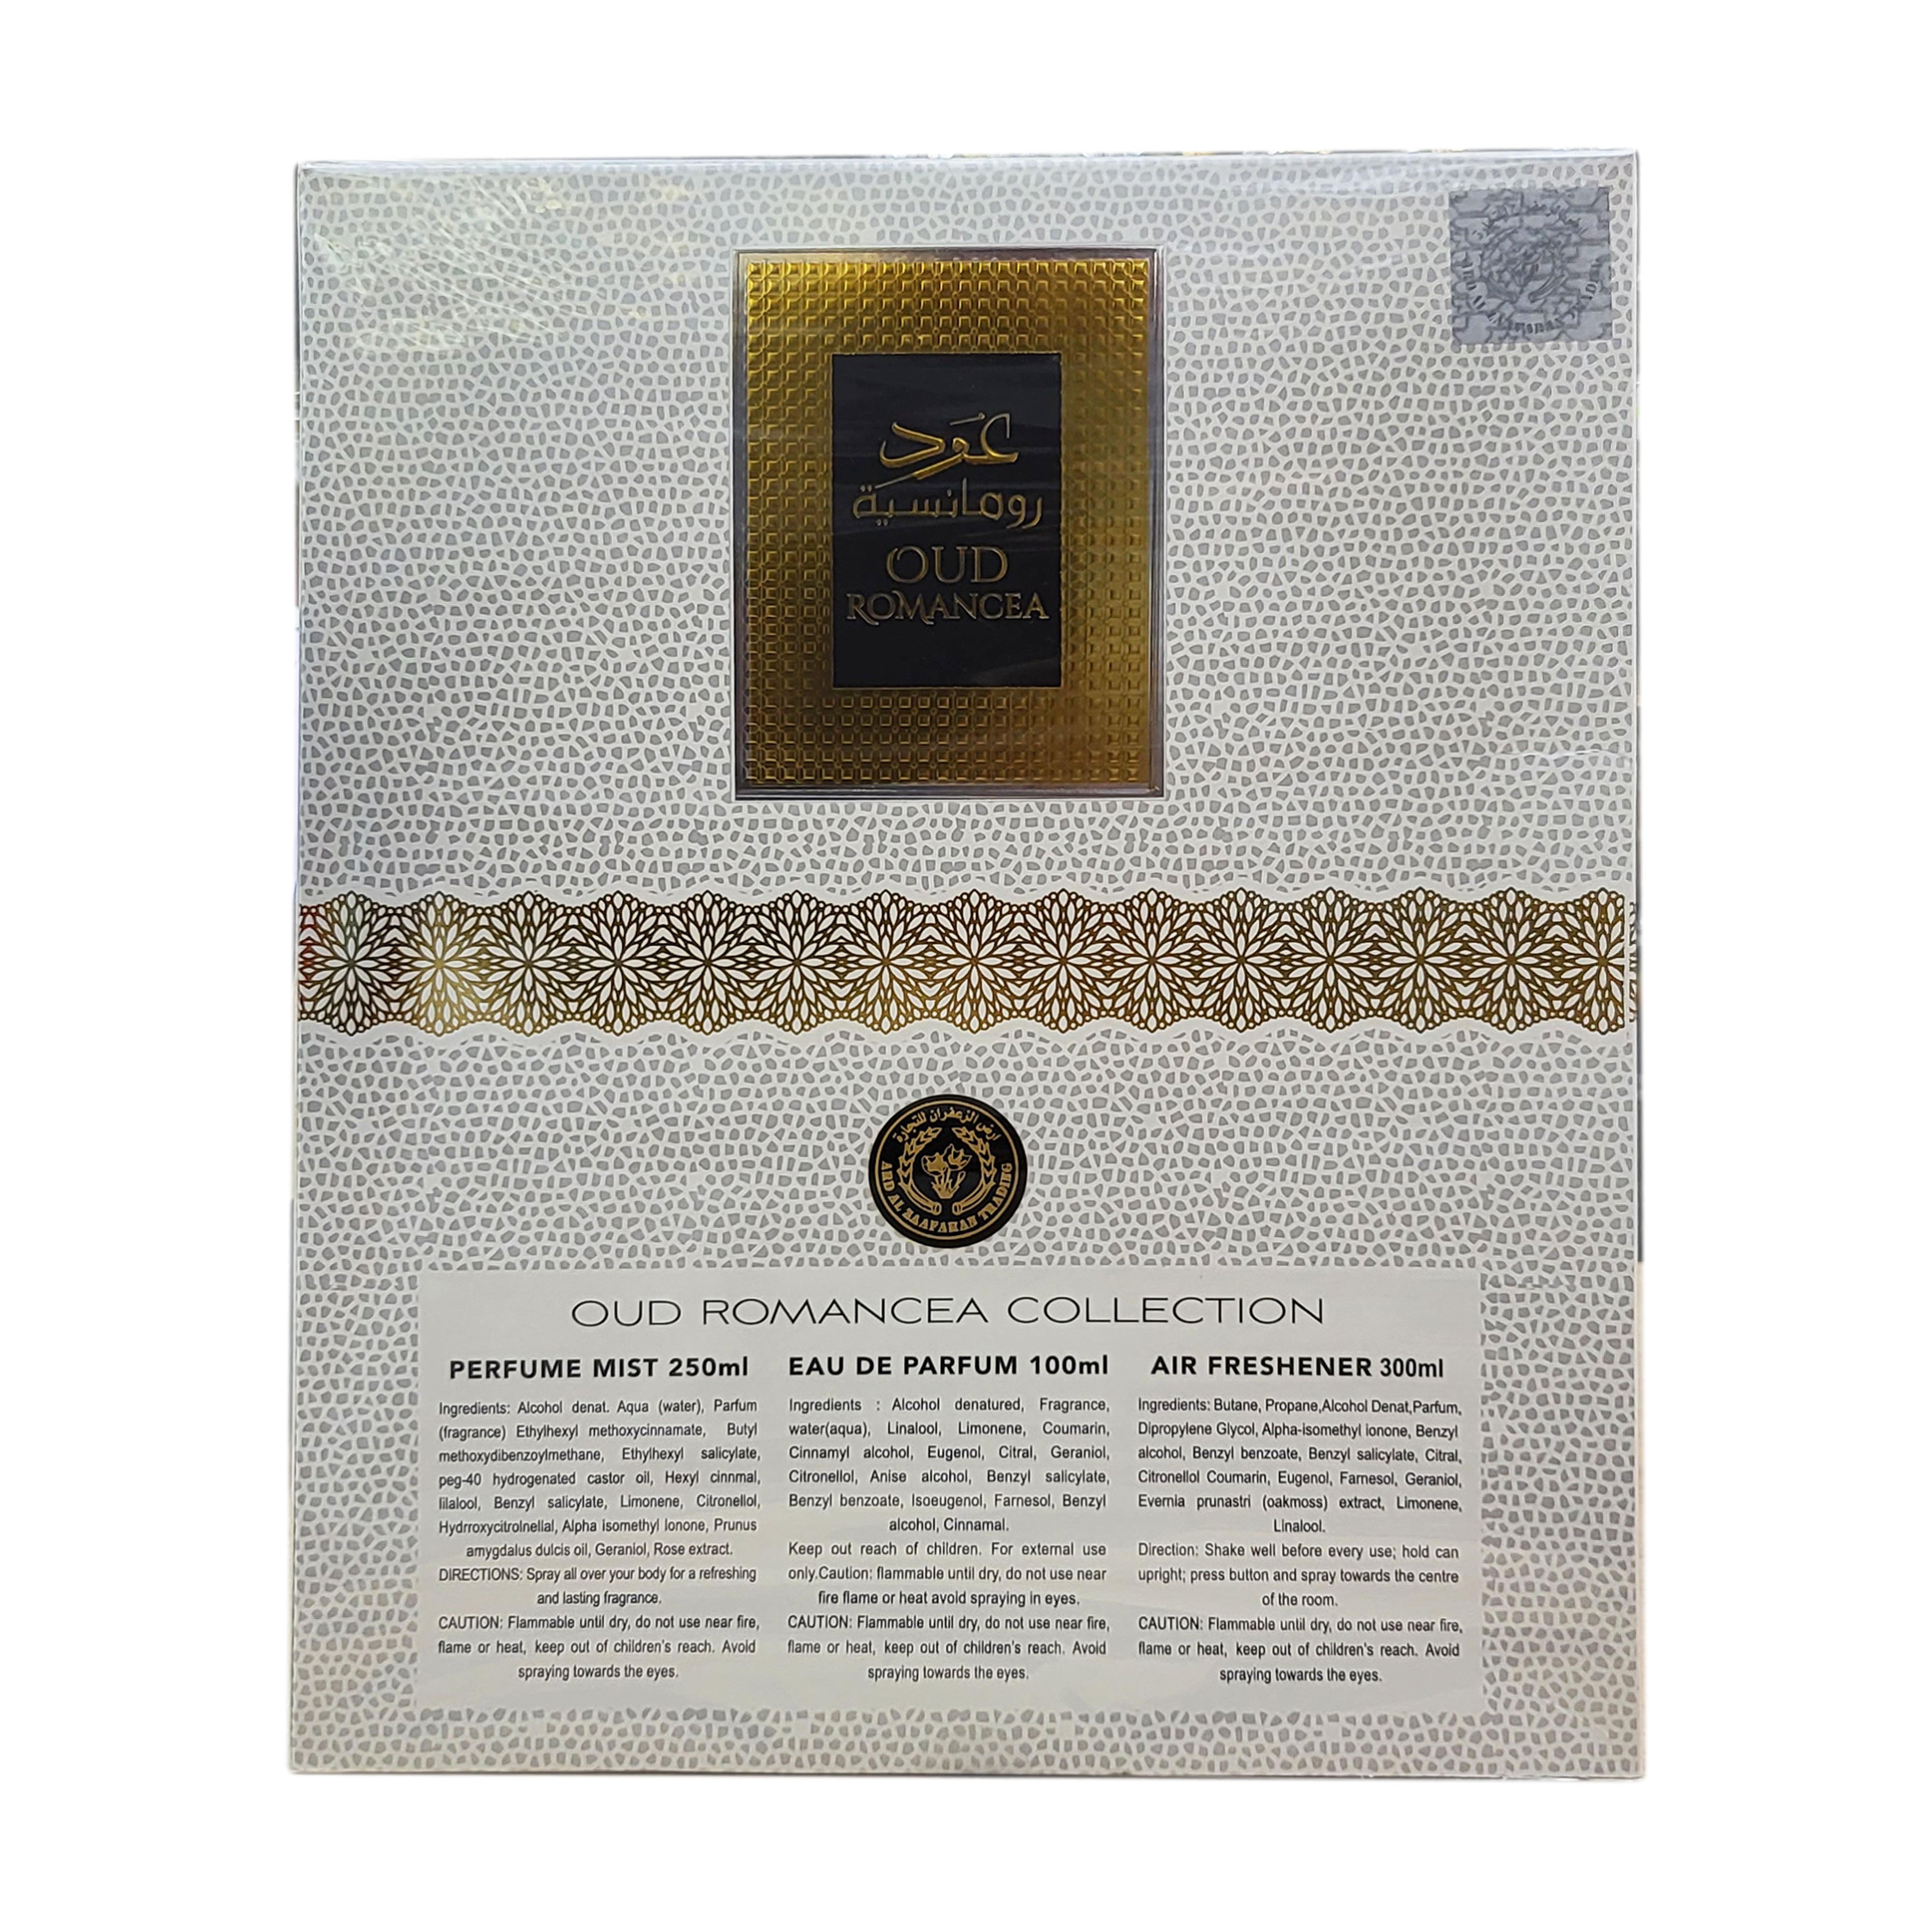 عود
رومانسية
OUD
ROMANCEA
ارض الزعفران للتجارة
ARD AL ZAAFARAN TRADING
OUD ROMANCEA COLLECTION
PERFUME MIST 250ml
Ingredients: Alcohol denat. Aqua (water), Parfum
(fragrance) Ethylhexyl methoxycinnamate, Butyl
methoxydibenzoylmethane, Ethylhexyl salicylate,
peg-40 hydrogenated castor oil, Hexyl cinnmal,
lilalool, Benzyl salicylate, Limonene, Citronellol,
Hydrroxycitrolnellal, Alpha isomethyl Ionone, Prunus
amygdalus dulcis oil, Geraniol, Rose extract.
DIRECTIONS: Spray all over your body for a refreshing
and lasting fragrance.
CAUTION: Flammable until dry, do not use near fire,
flame or heat, keep out of children's reach. Avoid
spraying towards the eyes.
EAU DE PARFUM 100ml
Ingredients : Alcohol denatured, Fragrance,
water(aqua), Linalool, Limonene, Coumarin,
Cinnamyl alcohol, Eugenol, Citral, Geraniol,
Citronellol, Anise alcohol, Benzyl salicylate,
Benzyl benzoate, Isoeugenol, Farnesol, Benzyl
alcohol, Cinnamal.
Keep out reach of children. For external use
only.Caution: flammable until dry, do not use near
fire flame or heat avoid spraying in eyes.
CAUTION: Flammable until dry, do not use near fire,
flame or heat, keep out of children's reach. Avoid
spraying towards the eyes.
AIR FRESHENER 300ml
Ingredients: Butane, Propane,Alcohol Denat,Parfum,
Dipropylene Glycol, Alpha-isomethyl ionone, Benzyl
alcohol, Benzyl benzoate, Benzyl salicylate, Citral,
Citronellol Coumarin, Eugenol, Farnesol, Geraniol,
Evernia prunastri (oakmoss) extract, Limonene,
Linalool.
Direction: Shake well before every use; hold can
upright; press button and spray towards the centre
of the room.
CAUTION: Flammable until dry, do not use near fire,
flame or heat, keep out of children's reach. Avoid
spraying towards the eyes.